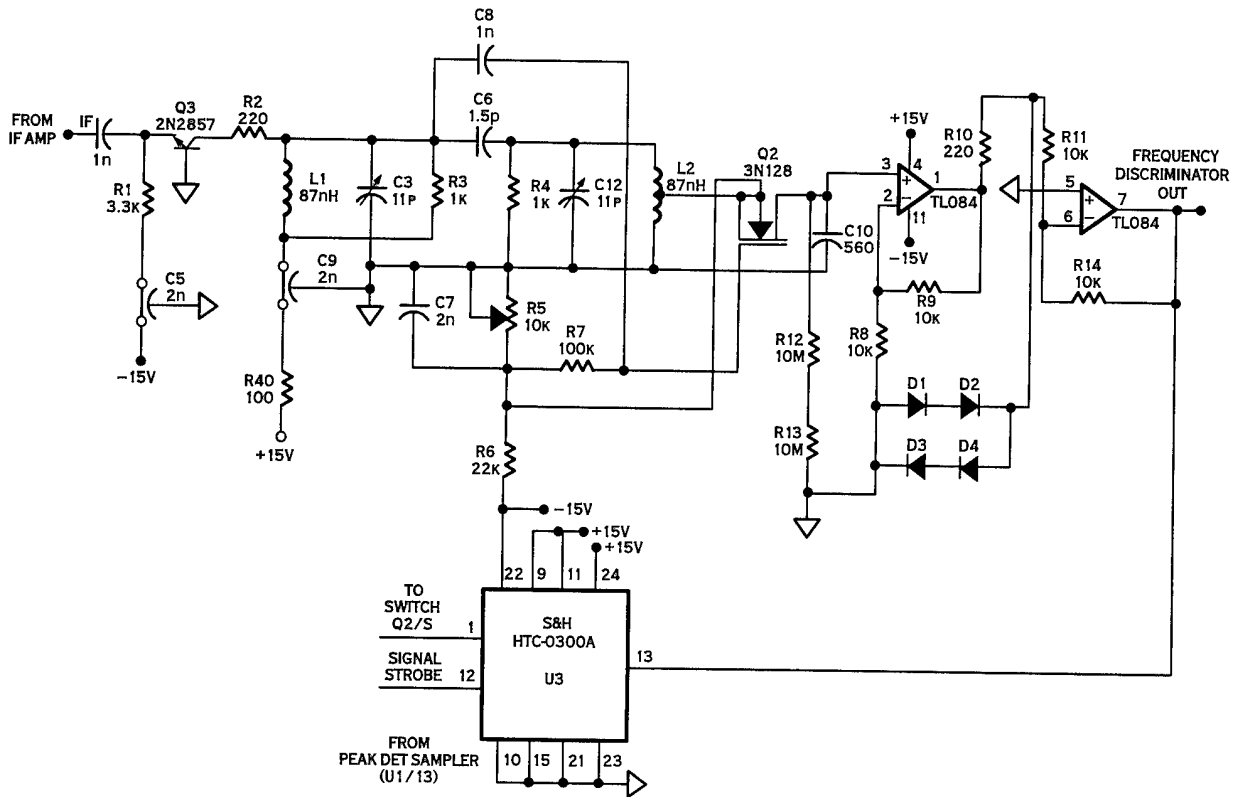 C8
1n
FROM
IF AMP
IF
1n
Q3
2N2857
R2
220
C6
1.5p
R1
3.3K
L1
87nH
C3
11P
R3
1K
R4
1K
C12
11P
L2
87nH
Q2
3N128
+15V
3
+
4
1
2
−
11
TL084
−15V
C10
560
R10
220
R11
10K
FREQUENCY
DISCRIMINATOR
OUT
5
+
7
6
−
TL084
R14
10K
R9
10K
R8
10K
C5
2n
−15V
C9
2n
C7
2n
R5
10K
R7
100K
R12
10M
R13
10M
D1
D2
D3
D4
R40
100
+15V
R6
22K
−15V
+15V
+15V
22
9
11
24
TO
SWITCH
Q2/S
1
SIGNAL
STROBE
12
S&H
HTC-0300A
U3
13
FROM
PEAK DET SAMPLER
(U1/13)
10
15
21
23